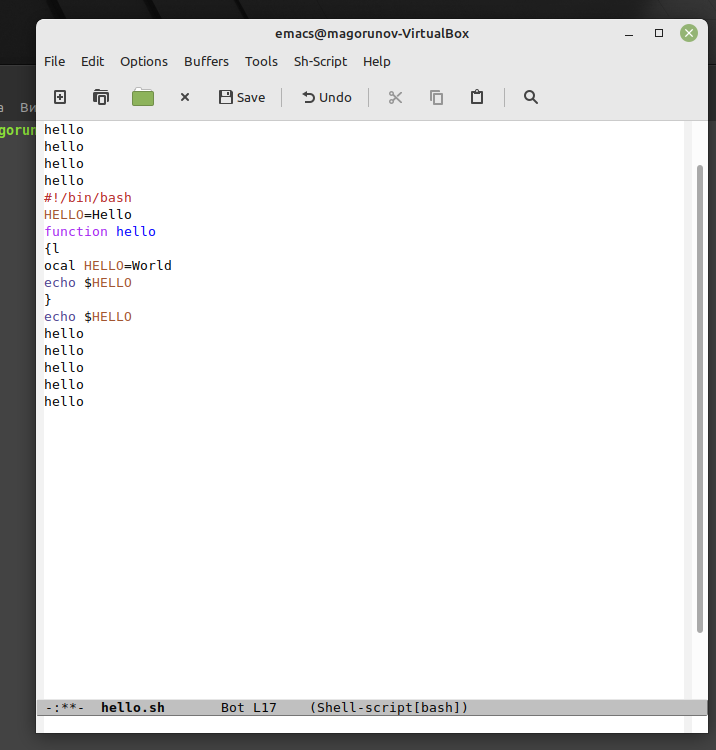 emacs@magorunov-VirtualBox
File Edit Options Buffers Tools Sh-Script Help
Save Undo
а Ви
gorun
hello
hello
hello
hello
#!/bin/bash
HELLO=Hello
function hello
{l
ocal HELLO=World
echo $HELLO
}
echo $HELLO
hello
hello
hello
hello
hello
-:**- hello.sh Bot L17 (Shell-script[bash])